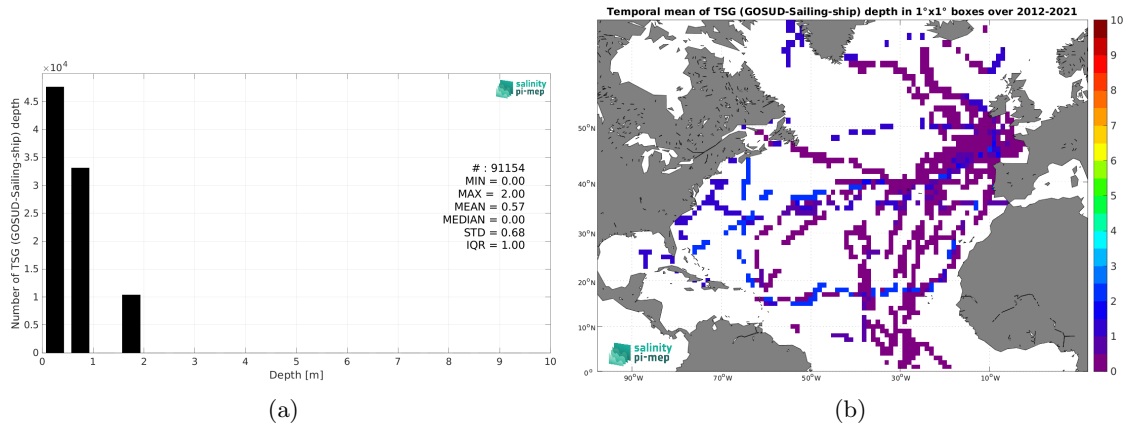 ×10⁴
4.5
4
3.5
3
2.5
2
1.5
1
0.5
0
Number of TSG (GOSUD-Sailing-ship) depth
salinity
pi-mep
# : 91154
MIN = 0.00
MAX = 2.00
MEAN = 0.57
MEDIAN = 0.00
STD = 0.68
IQR = 1.00
0 1 2 3 4 5 6 7 8 9 10
Depth [m]
(a)
Temporal mean of TSG (GOSUD-Sailing-ship) depth in 1°x1° boxes over 2012-2021
50°N
40°N
30°N
20°N
10°N
0°
90°W 70°W 50°W 30°W 10°W
salinity
pi-mep
10
9
8
7
6
5
4
3
2
1
0
(b)